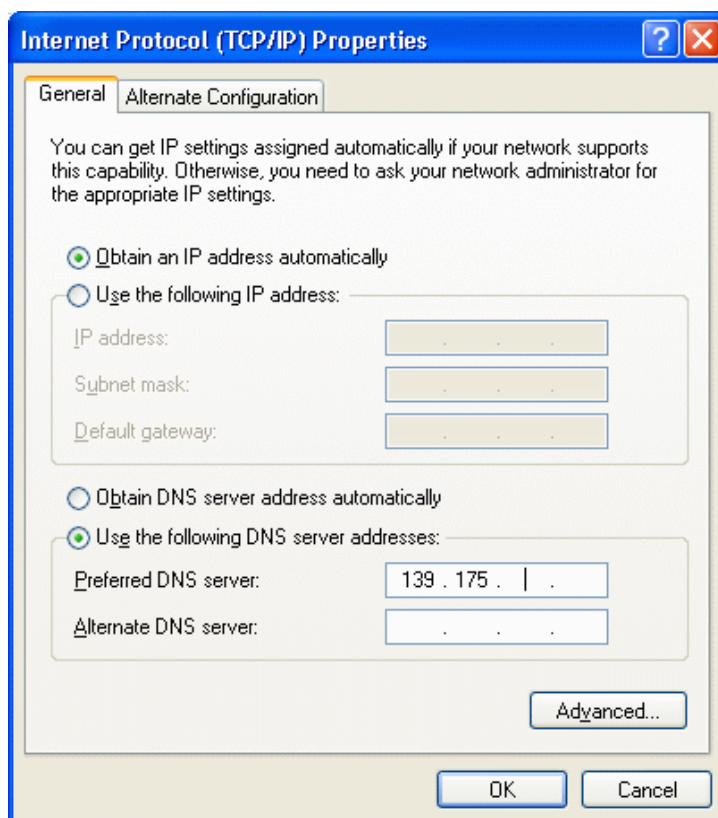 Internet Protocol (TCP/IP) Properties
General
Alternate Configuration
You can get IP settings assigned automatically if your network supports
this capability. Otherwise, you need to ask your network administrator for
the appropriate IP settings.
Obtain an IP address automatically
Use the following IP address:
IP address:
Subnet mask:
Default gateway:
Obtain DNS server address automatically
Use the following DNS server addresses:
Preferred DNS server: 139 . 175 . .
Alternate DNS server: . . .
Advanced...
OK
Cancel